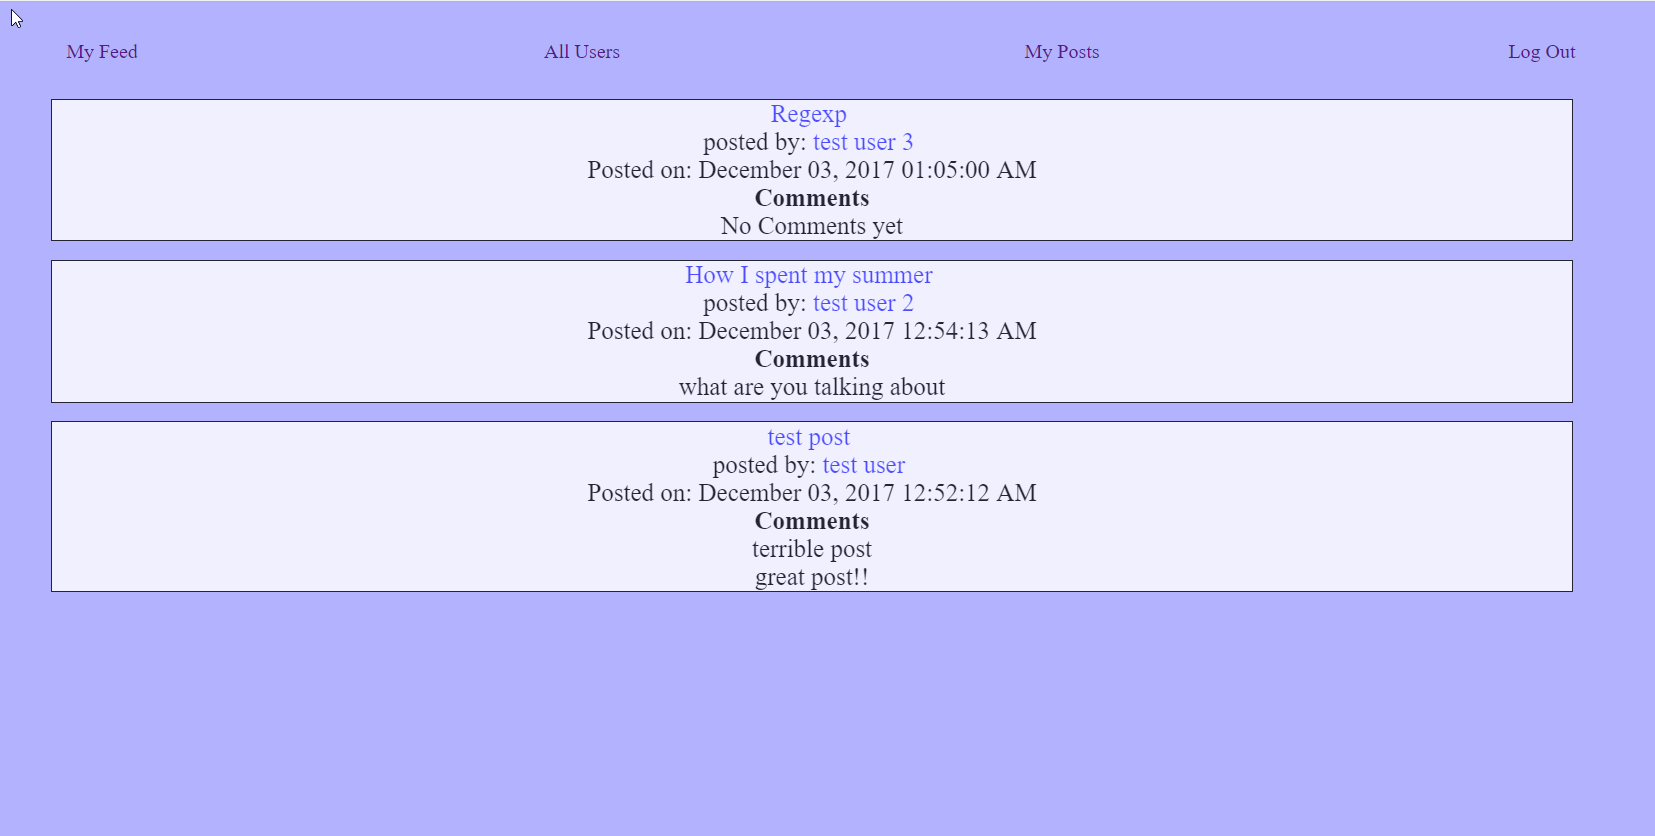 My Feed All Users My Posts Log Out
Regexp
posted by: test user 3
Posted on: December 03, 2017 01:05:00 AM
Comments
No Comments yet
How I spent my summer
posted by: test user 2
Posted on: December 03, 2017 12:54:13 AM
Comments
what are you talking about
test post
posted by: test user
Posted on: December 03, 2017 12:52:12 AM
Comments
terrible post
great post!!